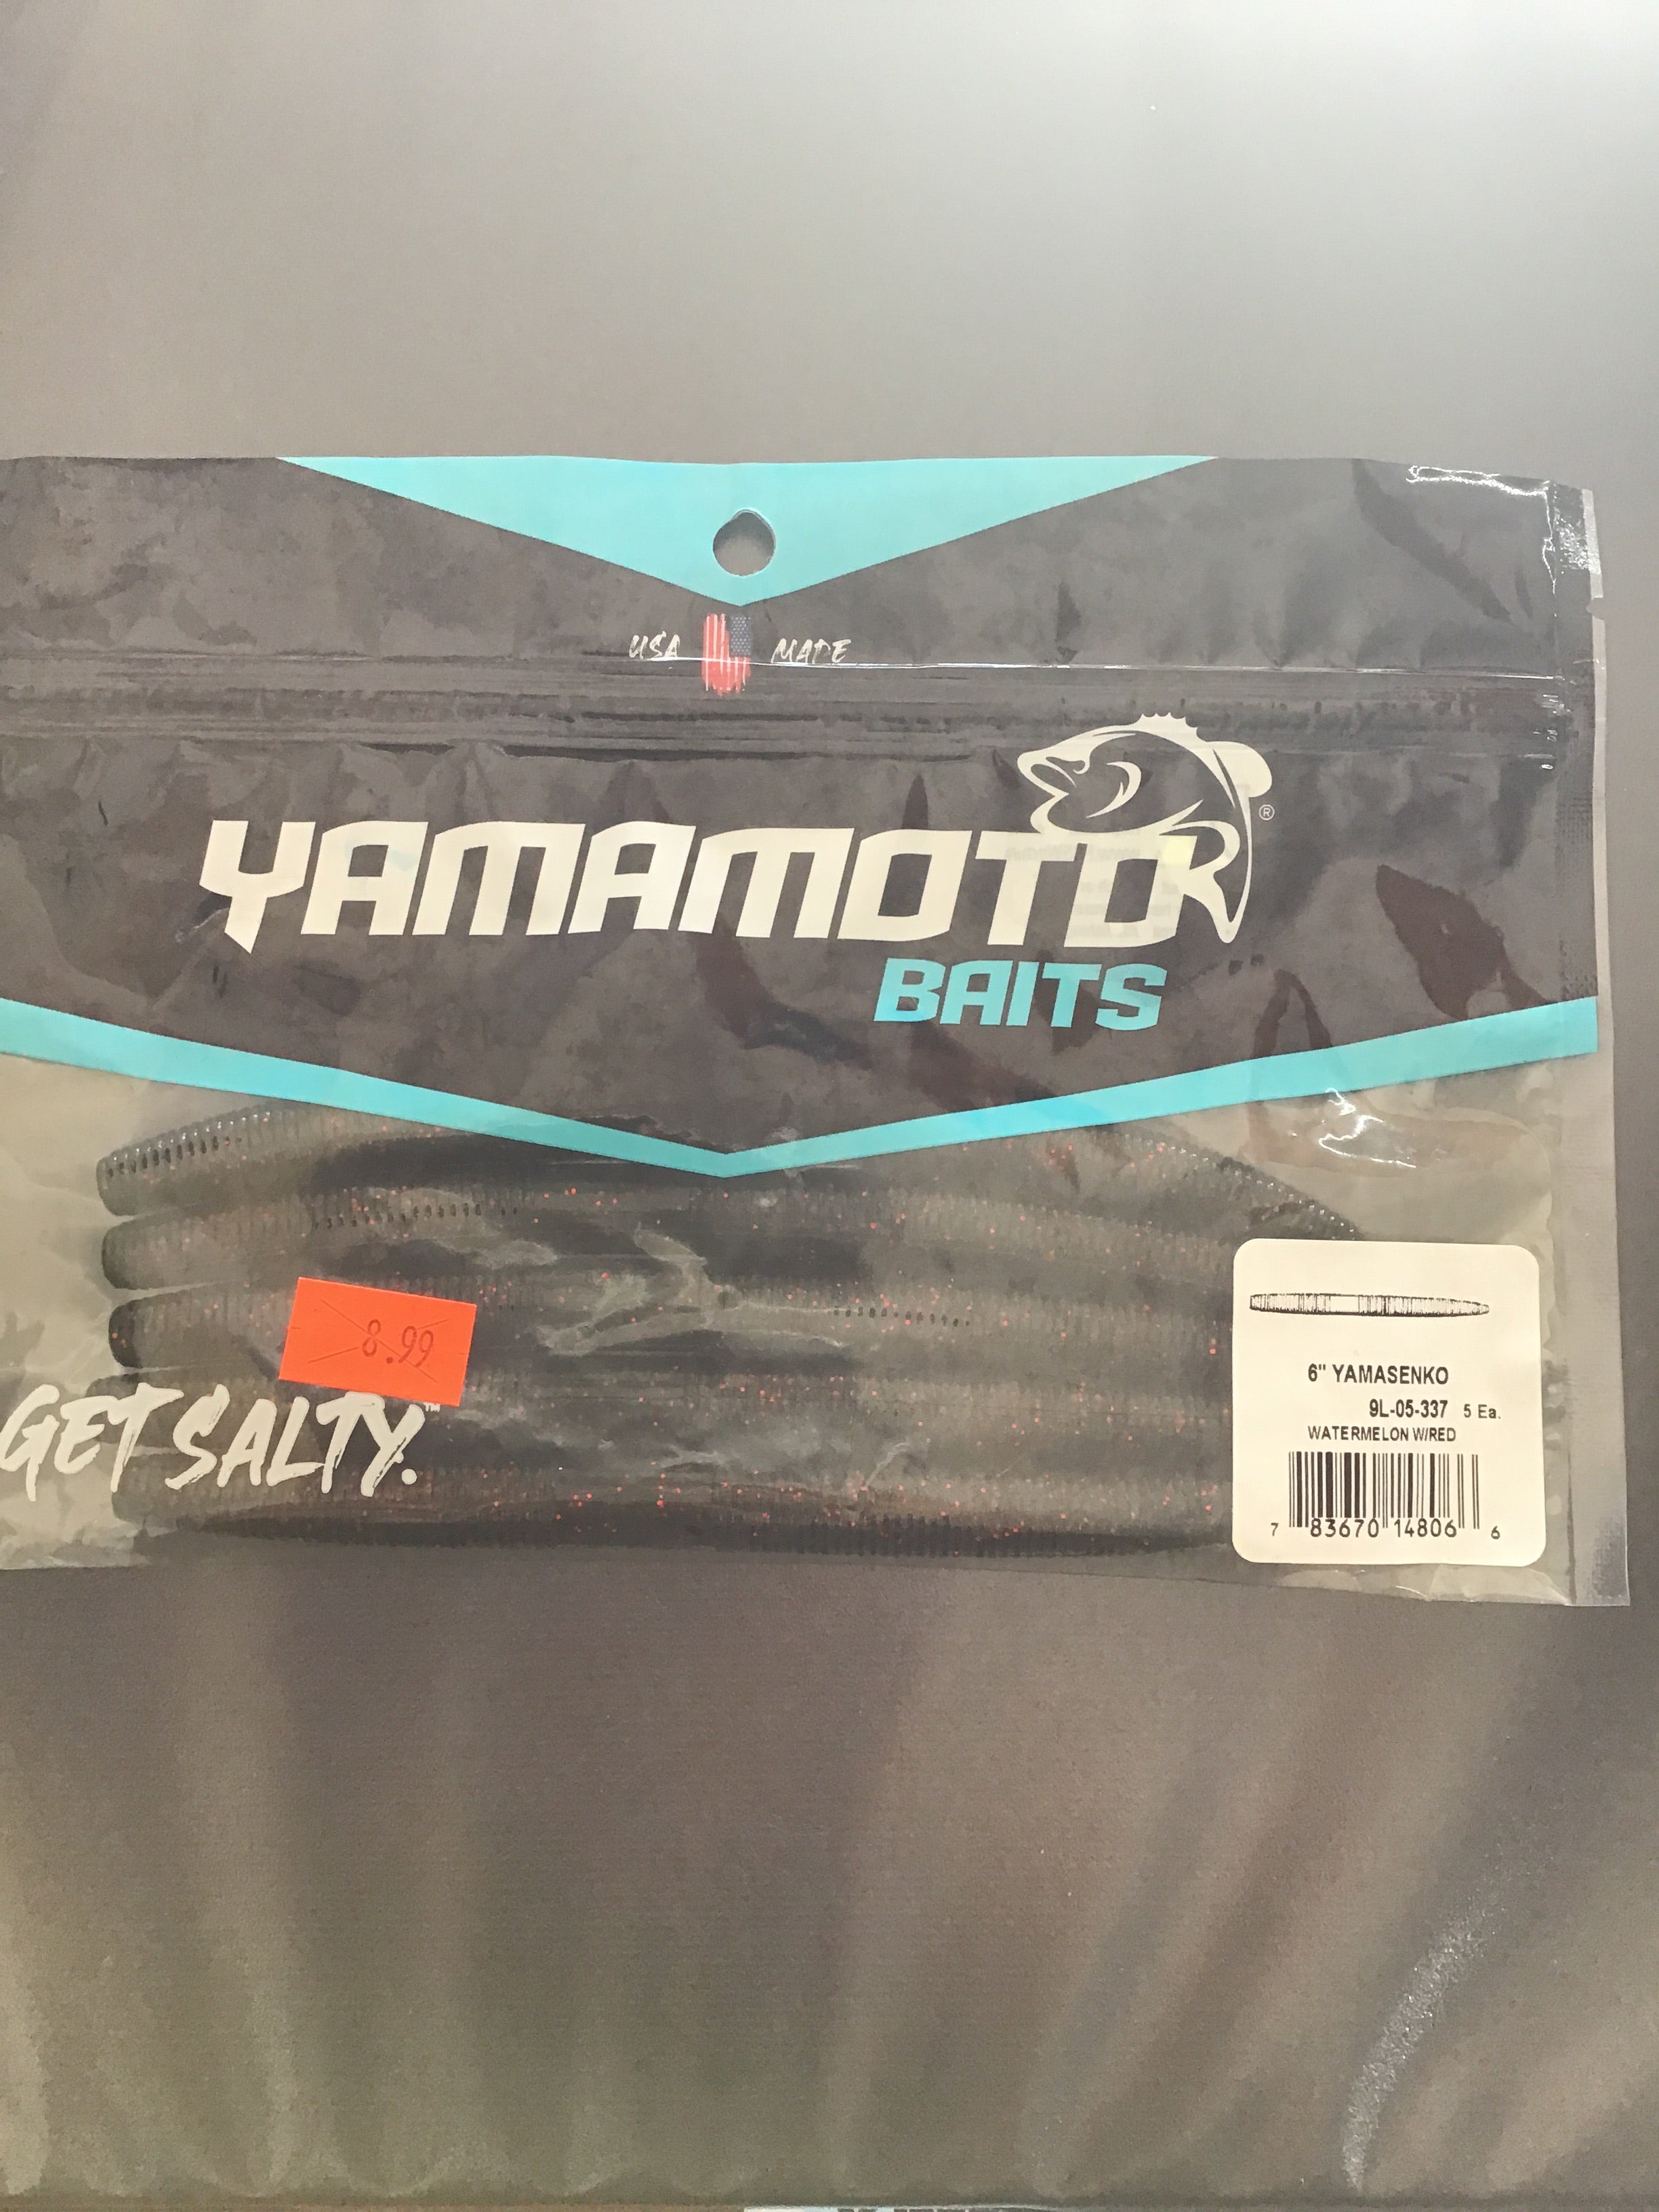 USA MADE
YAMAMOTO
®
BAITS
8.99
GET SALTY.™
6" YAMASENKO
9L-05-337 5 Ea.
WATERMELON W/RED
7 83670 14806 6